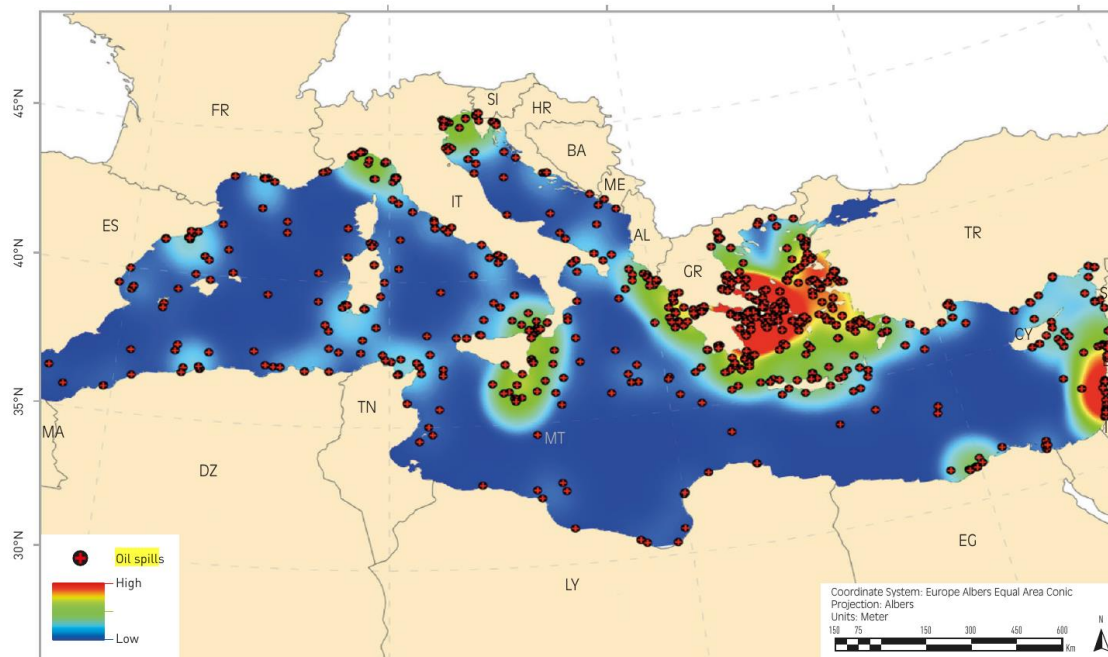 45°N
40°N
35°N
30°N
FR
SI
HR
BA
ME
IT
AL
ES
GR
TR
CY
TN
MA
MT
DZ
LY
EG
Oil spills
High
Low
Coordinate System: Europe Albers Equal Area Conic
Projection: Albers
Units: Meter
150 75 150 300 450 600
Km
N